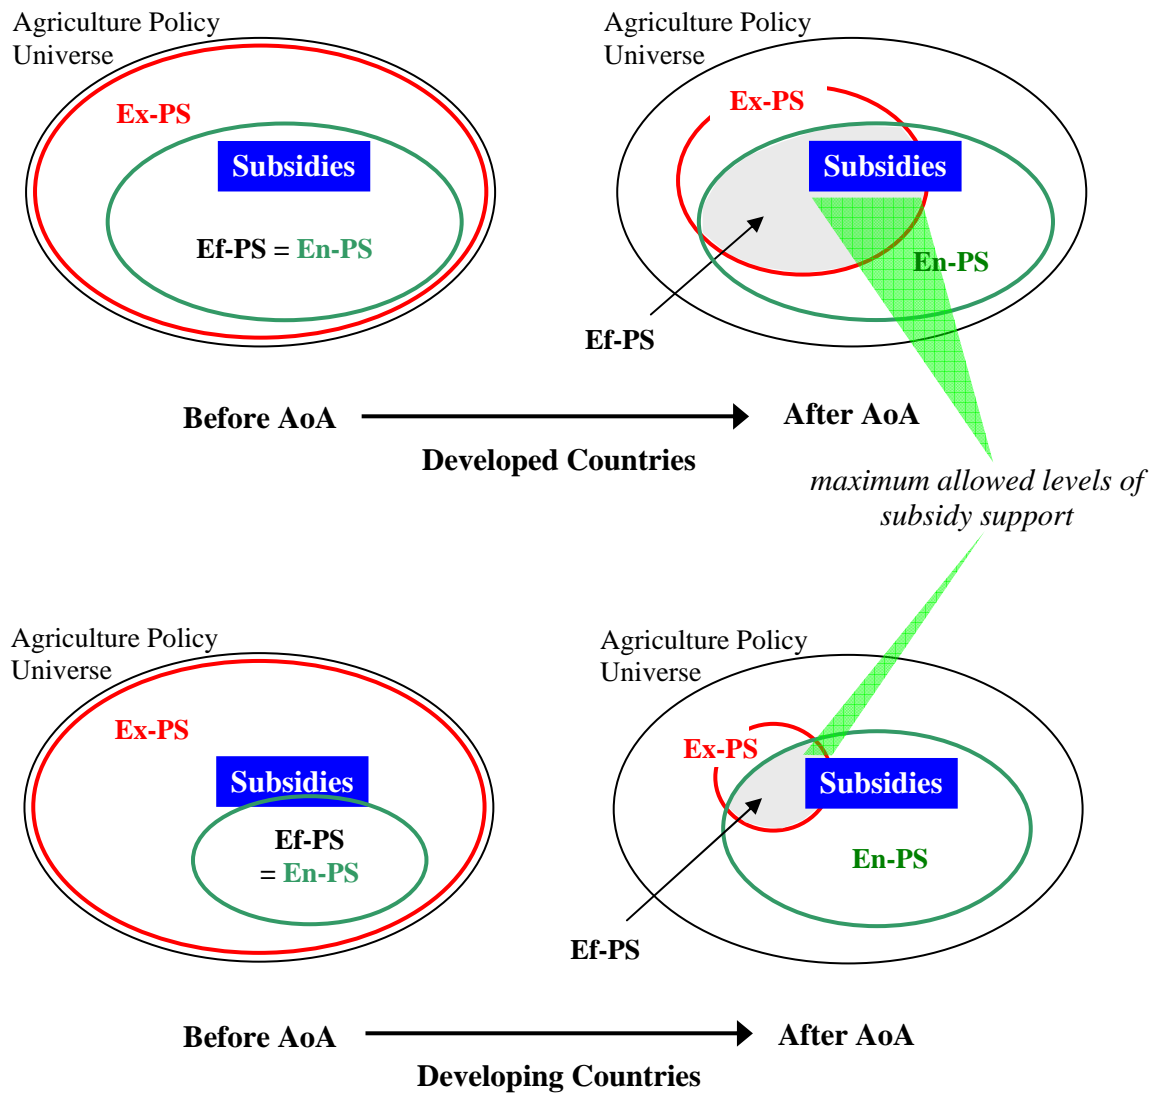 Agriculture Policy
Universe
Ex-PS
Subsidies
Ef-PS = En-PS
Agriculture Policy
Universe
Ex-PS
Subsidies
En-PS
Ef-PS
Before AoA
After AoA
Developed Countries
maximum allowed levels of
subsidy support
Agriculture Policy
Universe
Ex-PS
Subsidies
Ef-PS
= En-PS
Agriculture Policy
Universe
Ex-PS
Subsidies
En-PS
Ef-PS
Before AoA
After AoA
Developing Countries